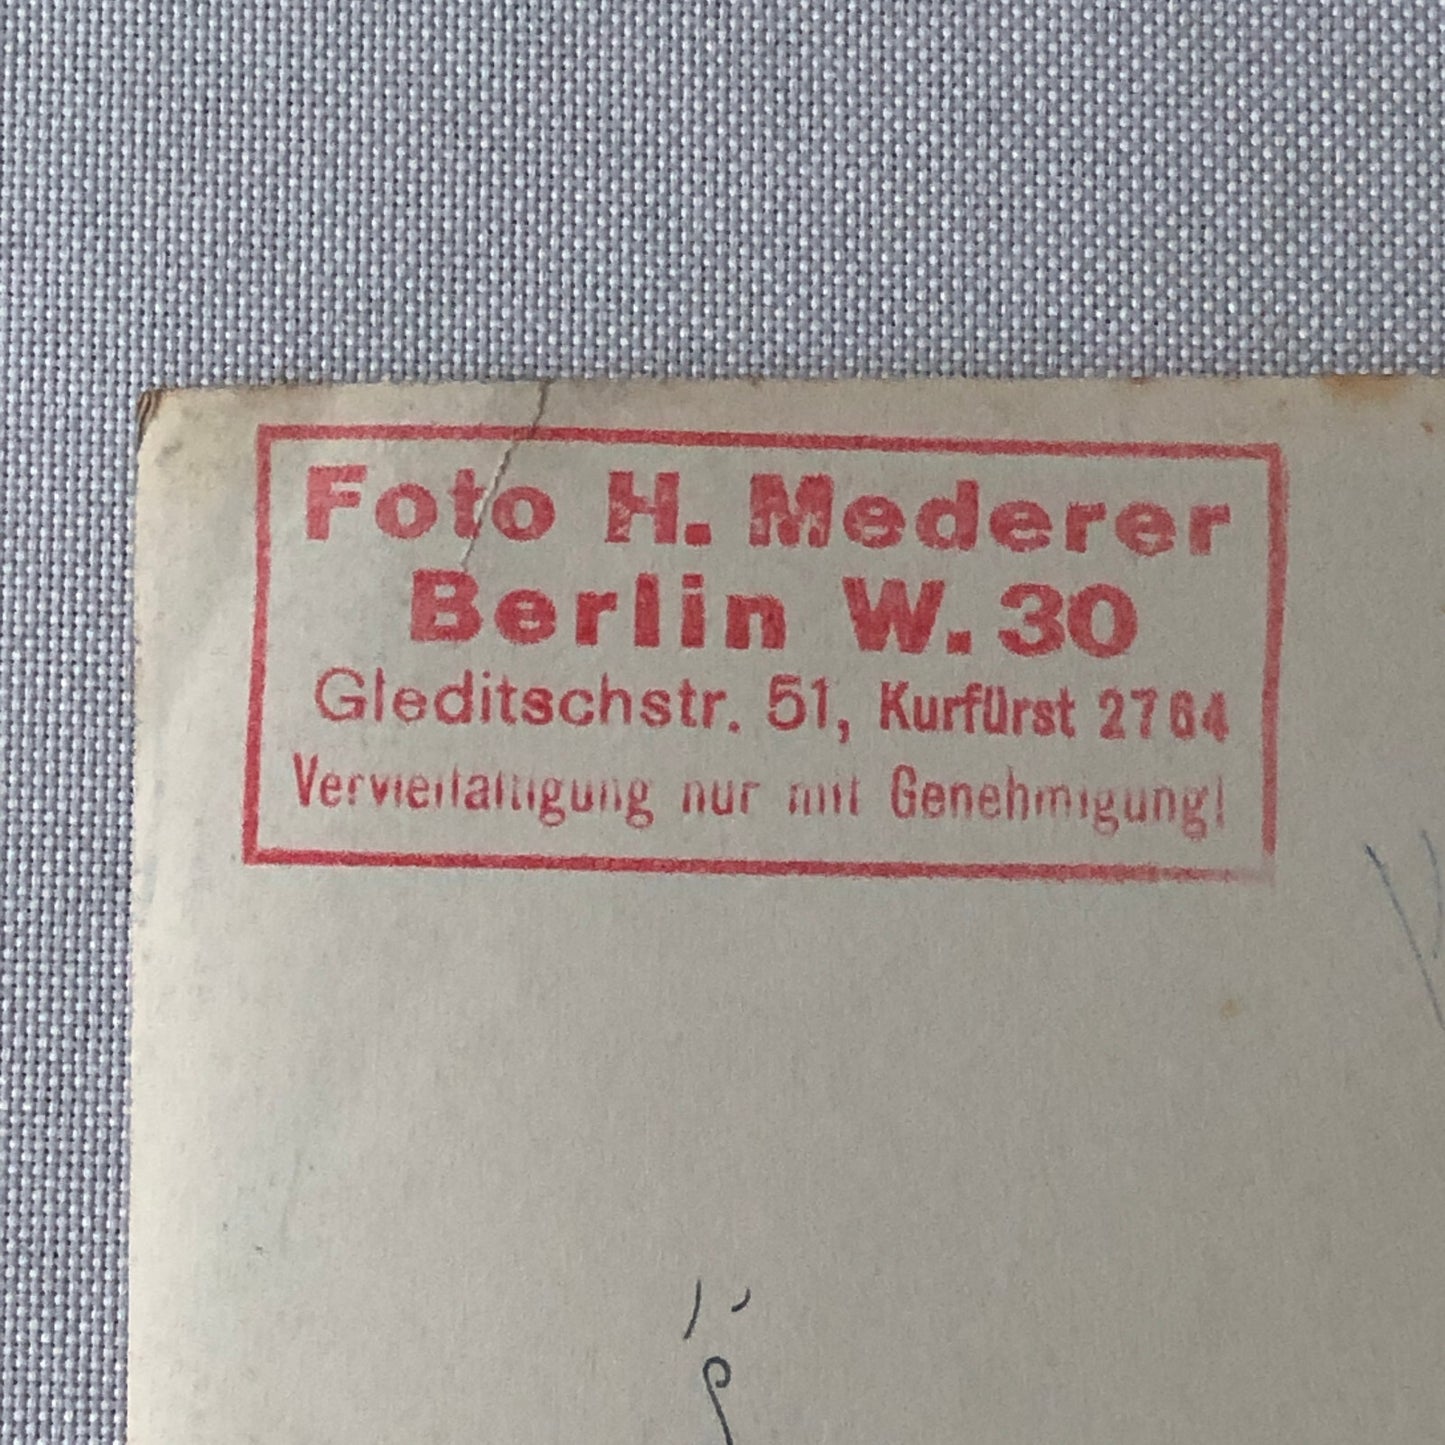 Foto H. Mederer
Berlin W. 30
Gleditschstr. 51, Kurfürst 2764
Vervielfältigung nur mit Genehmigung!